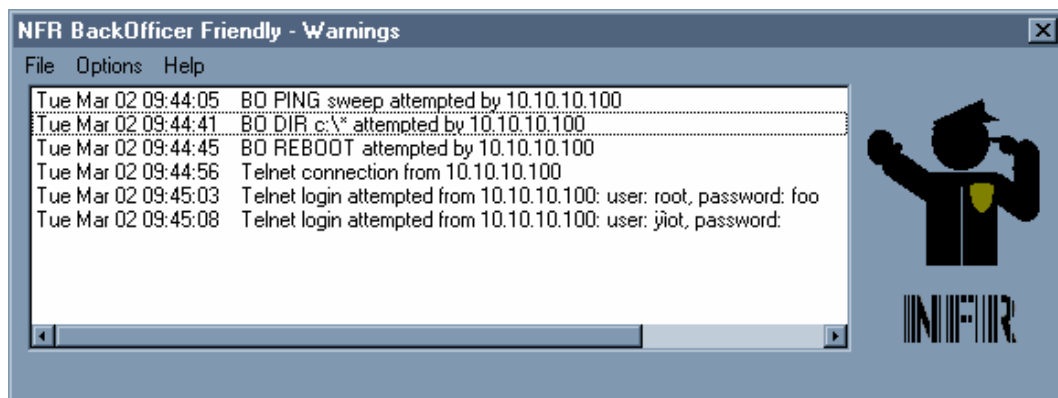 NFR BackOfficer Friendly - Warnings
File Options Help
Tue Mar 02 09:44:05 BO PING sweep attempted by 10.10.10.100
Tue Mar 02 09:44:41 BO DIR c:\* attempted by 10.10.10.100
Tue Mar 02 09:44:45 BO REBOOT attempted by 10.10.10.100
Tue Mar 02 09:44:56 Telnet connection from 10.10.10.100
Tue Mar 02 09:45:03 Telnet login attempted from 10.10.10.100: user: root, password: foo
Tue Mar 02 09:45:08 Telnet login attempted from 10.10.10.100: user: ÿiot, password:
NFR